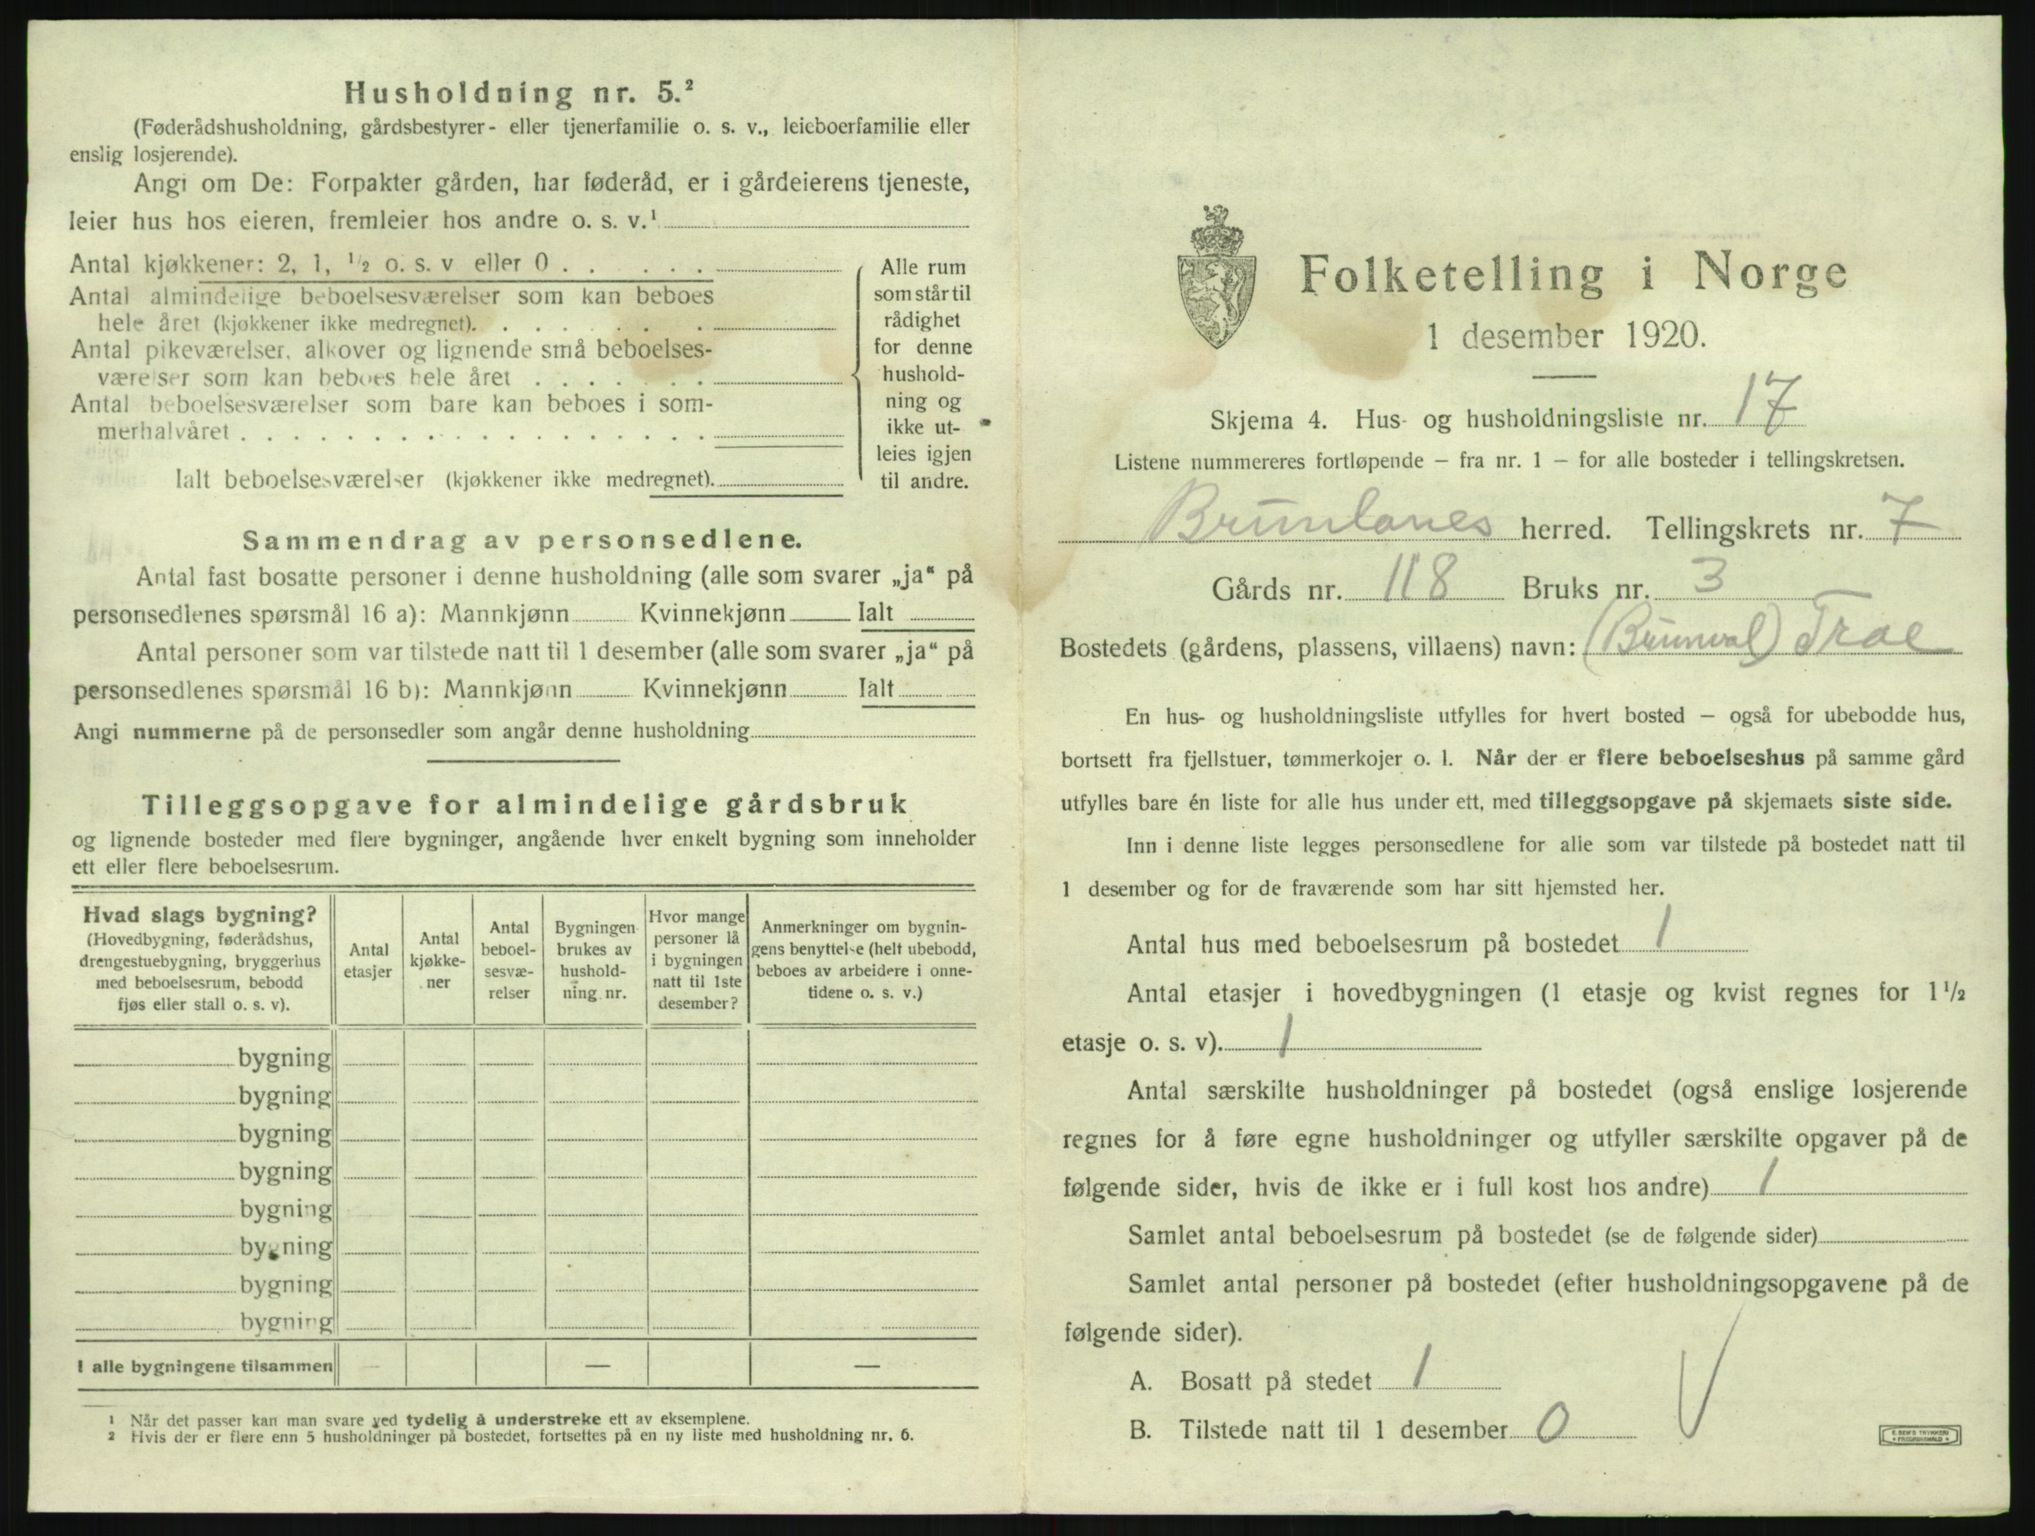 Husholdning nr. 5.²
(Føderådshusholdning, gårdsbestyrer- eller tjenerfamilie o. s. v., leieboerfamilie eller
enslig losjerende).
Angi om De: Forpakter gården, har føderåd, er i gårdeierens tjeneste,
leier hus hos eieren, fremleier hos andre o. s. v.¹
Antal kjøkkener: 2, 1, ½ o. s. v eller 0 . . . . . .
Antal almindelige beboelsesværelser som kan beboes
hele året (kjøkkener ikke medregnet). . . . . . .
Antal pikeværelser, alkover og lignende små beboelses-
værelser som kan beboes hele året . . . . . . .
Antal beboelsesværelser som bare kan beboes i som-
merhalvåret . . . . . . . . . . . . . . . . . .
Ialt beboelsesværelser (kjøkkener ikke medregnet).
Alle rum
som står til
rådighet
for denne
hushold-
ning og
ikke ut-
leies igjen
til andre.
Sammendrag av personsedlene.
Antal fast bosatte personer i denne husholdning (alle som svarer „ja“ på
personsedlenes spørsmål 16 a): Mannkjønn Kvinnekjønn Ialt
Antal personer som var tilstede natt til 1 desember (alle som svarer „ja“ på
personsedlenes spørsmål 16 b): Mannkjønn Kvinnekjønn Ialt
Angi nummerne på de personsedler som angår denne husholdning
Tilleggsopgave for almindelige gårdsbruk
og lignende bosteder med flere bygninger, angående hver enkelt bygning som inneholder
ett eller flere beboelsesrum.
Hvad slags bygning?
(Hovedbygning, føderådshus,
drengestuebygning, bryggerhus
med beboelsesrum, bebodd
fjøs eller stall o. s. v).
Antal
etasjer
Antal
kjøkke-
ner
Antal
beboel-
sesvæ-
relser
Bygningen
brukes av
hushold-
ning nr.
Hvor mange
personer lå
i bygningen
natt til 1ste
desember?
Anmerkninger om bygnin-
gens benyttelse (helt ubebodd,
beboes av arbeidere i onne-
tidene o. s. v.)
bygning
bygning
bygning
bygning
bygning
bygning
bygning
bygning
I alle bygningene tilsammen — — —
¹ Når det passer kan man svare ved tydelig å understreke ett av eksemplene.
² Hvis der er flere enn 5 husholdninger på bostedet, fortsettes på en ny liste med husholdning nr. 6.
Folketelling i Norge
1 desember 1920.
Skjema 4. Hus- og husholdningsliste nr. 17
Listene nummereres fortløpende – fra nr. 1 – for alle bosteder i tellingskretsen.
Brunlanes herred. Tellingskrets nr. 7
Gårds nr. 118 Bruks nr. 3
Bostedets (gårdens, plassens, villaens) navn: (Brunval) Tral
En hus- og husholdningsliste utfylles for hvert bosted – også for ubebodde hus,
bortsett fra fjellstuer, tømmerkojer o. l. Når der er flere beboelseshus på samme gård
utfylles bare én liste for alle hus under ett, med tilleggsopgave på skjemaets siste side.
Inn i denne liste legges personsedlene for alle som var tilstede på bostedet natt til
1 desember og for de fraværende som har sitt hjemsted her.
Antal hus med beboelsesrum på bostedet 1
Antal etasjer i hovedbygningen (1 etasje og kvist regnes for 1½
etasje o. s. v). 1
Antal særskilte husholdninger på bostedet (også enslige losjerende
regnes for å føre egne husholdninger og utfyller særskilte opgaver på de
følgende sider, hvis de ikke er i full kost hos andre) 1
Samlet antal beboelsesrum på bostedet (se de følgende sider)
Samlet antal personer på bostedet (efter husholdningsopgavene på de
følgende sider).
A. Bosatt på stedet 1
B. Tilstede natt til 1 desember 0